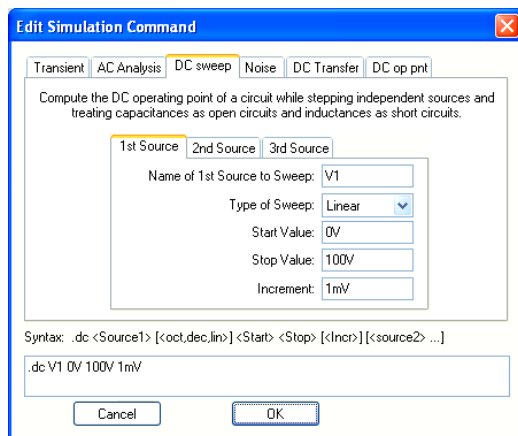 Edit Simulation Command
Transient AC Analysis DC sweep Noise DC Transfer DC op pnt
Compute the DC operating point of a circuit while stepping independent sources and
treating capacitances as open circuits and inductances as short circuits.
1st Source 2nd Source 3rd Source
Name of 1st Source to Sweep: V1
Type of Sweep: Linear
Start Value: 0V
Stop Value: 100V
Increment: 1mV
Syntax: .dc <Source1> [<oct,dec,lin>] <Start> <Stop> [<Incr>] [<source2> ...]
.dc V1 0V 100V 1mV
Cancel OK